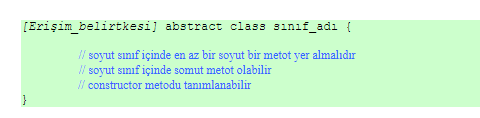 [Erişim_belirtkesi] abstract class sınıf_adı {
// soyut sınıf içinde en az bir soyut bir metot yer almalıdır
// soyut sınıf içinde somut metot olabilir
// constructor metodu tanımlanabilir
}